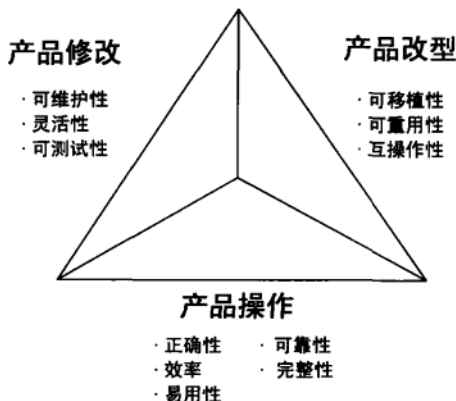 产品修改
· 可维护性
· 灵活性
· 可测试性
产品改型
· 可移植性
· 可重用性
· 互操作性
产品操作
· 正确性 · 可靠性
· 效率 · 完整性
· 易用性